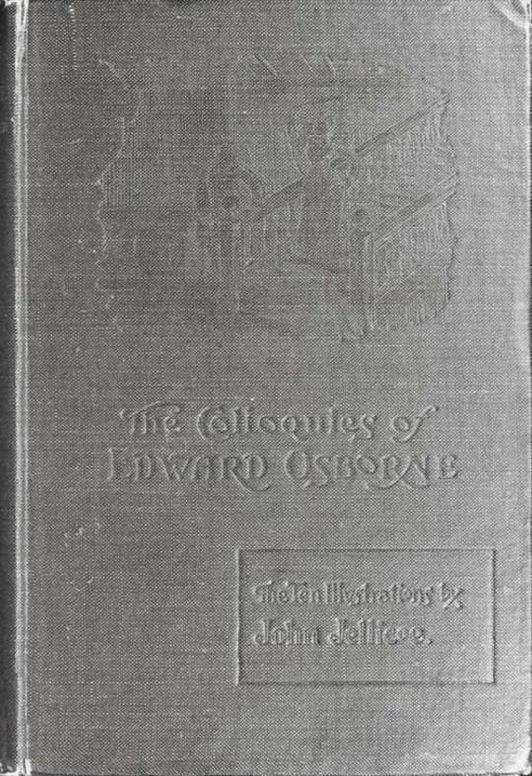 The Colloquies of
EDWARD OSBORNE
The Ten Illustrations by
John Jellicoe.